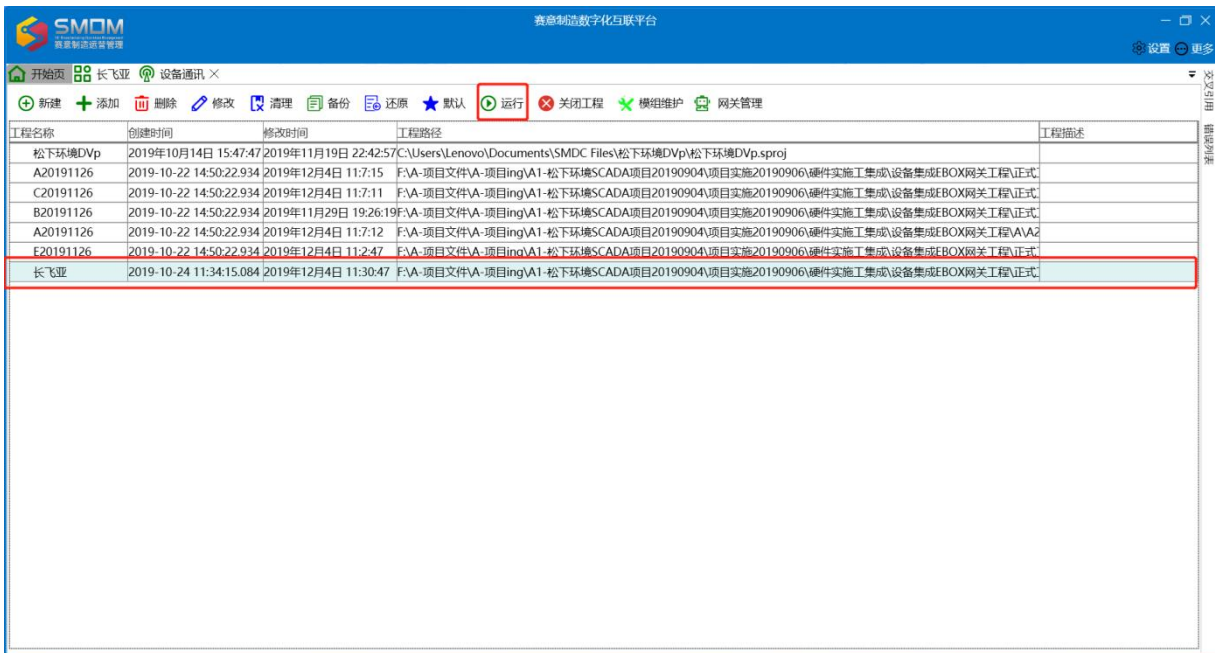 赛意制造数字化互联平台
SMOM
赛意制造运营管理
设置 更多
开始页 长飞亚 设备通讯
新建 添加 删除 修改 清理 备份 还原 默认 运行 关闭工程 模组维护 网关管理
工程名称 创建时间 修改时间 工程路径 工程描述
松下环境DVp 2019年10月14日 15:47:47 2019年11月19日 22:42:57 C:\Users\Lenovo\Documents\SMDC Files\松下环境DVp\松下环境DVp.sproj
A20191126 2019-10-22 14:50:22.934 2019年12月4日 11:7:15 F:\A-项目文件\A-项目ing\A1-松下环境SCADA项目20190904\项目实施20190906\硬件实施工集成\设备集成EBOX网关工程\正式
C20191126 2019-10-22 14:50:22.934 2019年12月4日 11:7:11 F:\A-项目文件\A-项目ing\A1-松下环境SCADA项目20190904\项目实施20190906\硬件实施工集成\设备集成EBOX网关工程\正式
B20191126 2019-10-22 14:50:22.934 2019年11月29日 19:26:19 F:\A-项目文件\A-项目ing\A1-松下环境SCADA项目20190904\项目实施20190906\硬件实施工集成\设备集成EBOX网关工程\正式
A20191126 2019-10-22 14:50:22.934 2019年12月4日 11:7:12 F:\A-项目文件\A-项目ing\A1-松下环境SCADA项目20190904\项目实施20190906\硬件实施工集成\设备集成EBOX网关工程\A\A2
E20191126 2019-10-22 14:50:22.934 2019年12月4日 11:2:47 F:\A-项目文件\A-项目ing\A1-松下环境SCADA项目20190904\项目实施20190906\硬件实施工集成\设备集成EBOX网关工程\正式
长飞亚 2019-10-24 11:34:15.084 2019年12月4日 11:30:47 F:\A-项目文件\A-项目ing\A1-松下环境SCADA项目20190904\项目实施20190906\硬件实施工集成\设备集成EBOX网关工程\正式
交叉引用
错误列表